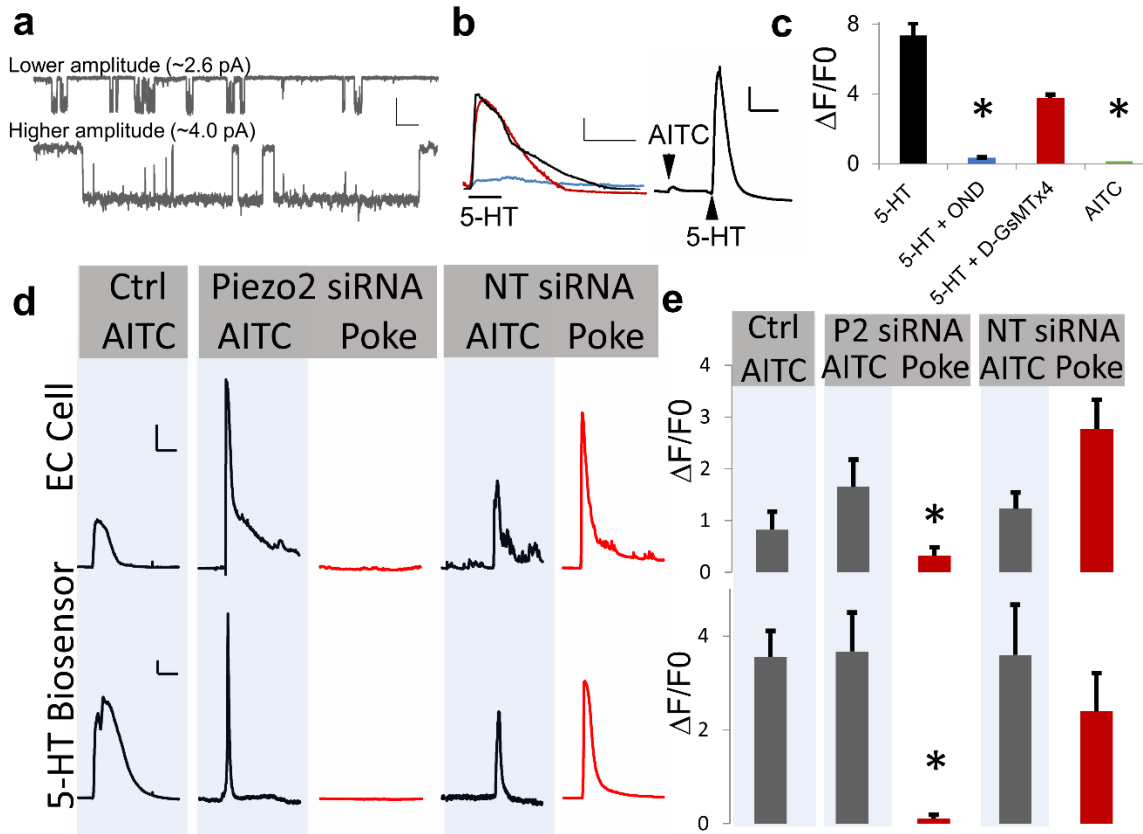 a
Lower amplitude (~2.6 pA)
Higher amplitude (~4.0 pA)
b
AITC
5-HT
5-HT
c
ΔF/F0
8
4
0
5-HT
5-HT + OND
5-HT + D-GsMTx4
AITC
*
*
d
Ctrl
AITC
Piezo2 siRNA
AITC Poke
NT siRNA
AITC Poke
EC Cell
5-HT Biosensor
e
Ctrl
AITC
P2 siRNA
AITC Poke
NT siRNA
AITC Poke
ΔF/F0
4
3
2
1
0
*
ΔF/F0
4
2
0
*